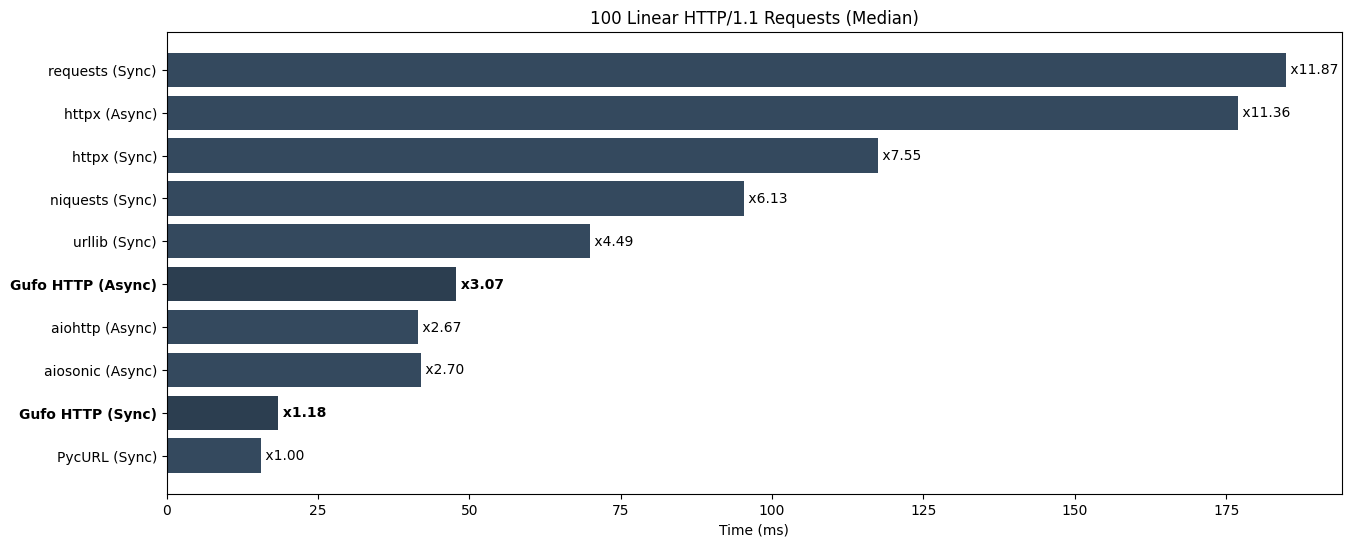 100 Linear HTTP/1.1 Requests (Median)
requests (Sync) x11.87
httpx (Async) x11.36
httpx (Sync) x7.55
niquests (Sync) x6.13
urllib (Sync) x4.49
Gufo HTTP (Async) x3.07
aiohttp (Async) x2.67
aiosonic (Async) x2.70
Gufo HTTP (Sync) x1.18
PycURL (Sync) x1.00
0 25 50 75 100 125 150 175
Time (ms)